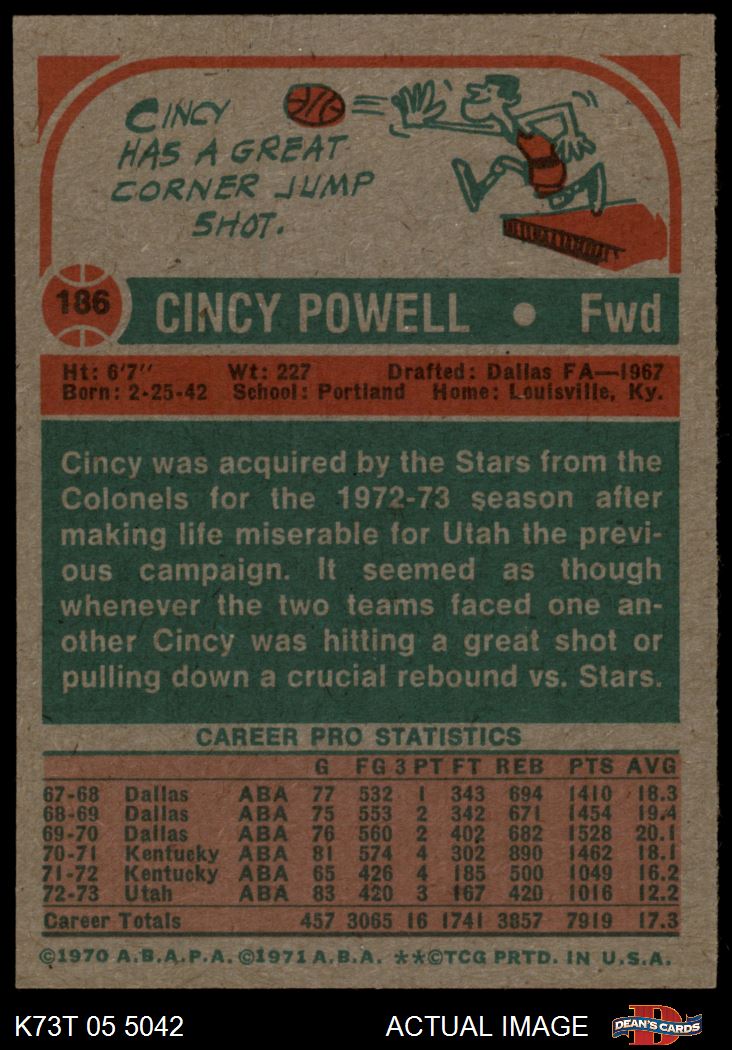 CINCY
HAS A GREAT
CORNER JUMP
SHOT.
186 CINCY POWELL • Fwd
Ht: 6'7" Wt: 227 Drafted: Dallas FA—1967
Born: 2-25-42 School: Portland Home: Louisville, Ky.
Cincy was acquired by the Stars from the
Colonels for the 1972-73 season after
making life miserable for Utah the previ-
ous campaign. It seemed as though
whenever the two teams faced one an-
other Cincy was hitting a great shot or
pulling down a crucial rebound vs. Stars.
CAREER PRO STATISTICS
G FG 3 PT FT REB PTS AVG
67-68 Dallas ABA 77 532 1 343 694 1410 18.3
68-69 Dallas ABA 75 553 2 342 671 1454 19.4
69-70 Dallas ABA 76 560 2 402 682 1528 20.1
70-71 Kentucky ABA 81 574 4 302 890 1462 18.1
71-72 Kentucky ABA 65 426 4 185 500 1049 16.2
72-73 Utah ABA 83 420 3 167 420 1016 12.2
Career Totals 457 3065 16 1741 3857 7919 17.3
©1970 A.B.A.P.A. ©1971 A.B.A. **©TCG PRTD. IN U.S.A.
K73T 05 5042 ACTUAL IMAGE D DEAN'S CARDS